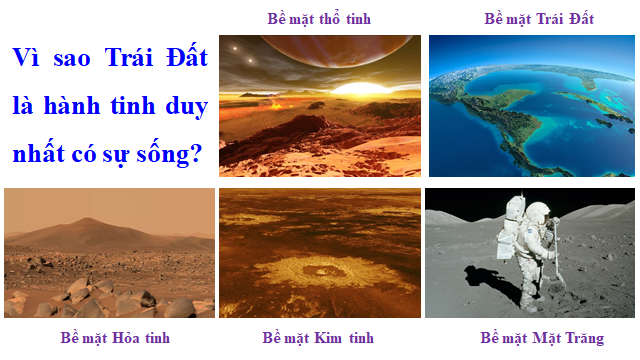 Bề mặt thổ tinh
Bề mặt Trái Đất
Vì sao Trái Đất
là hành tinh duy
nhất có sự sống?
Bề mặt Hỏa tinh
Bề mặt Kim tinh
Bề mặt Mặt Trăng